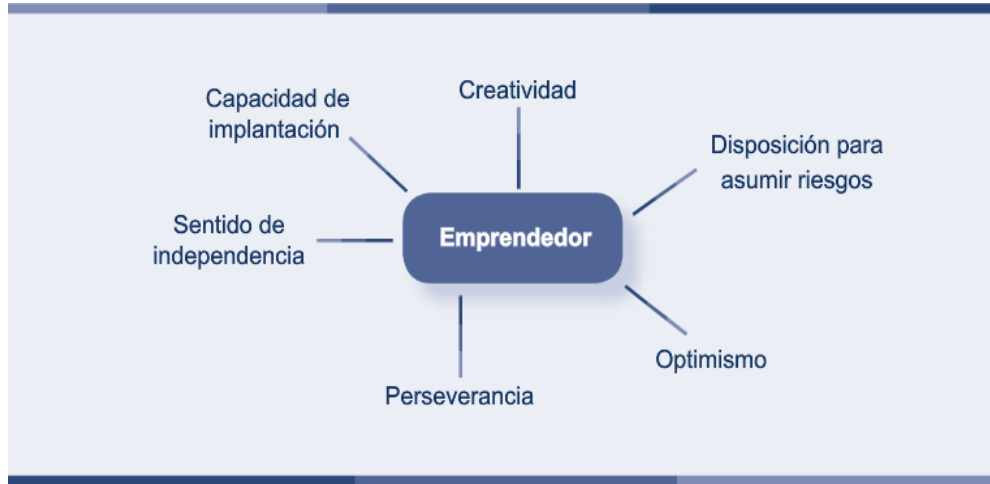 Creatividad
Capacidad de
implantación
Disposición para
asumir riesgos
Sentido de
independencia
Emprendedor
Optimismo
Perseverancia